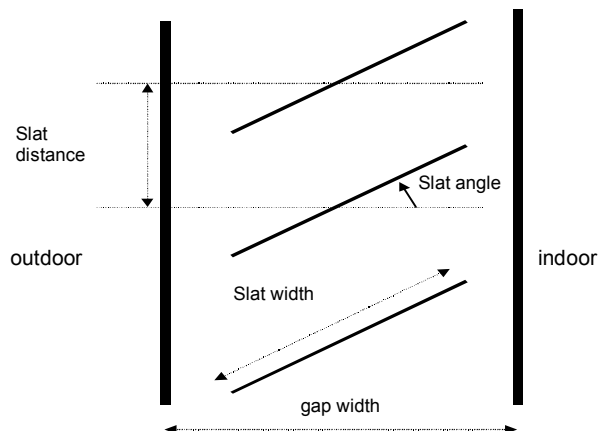 Slat
distance
Slat angle
outdoor
indoor
Slat width
gap width